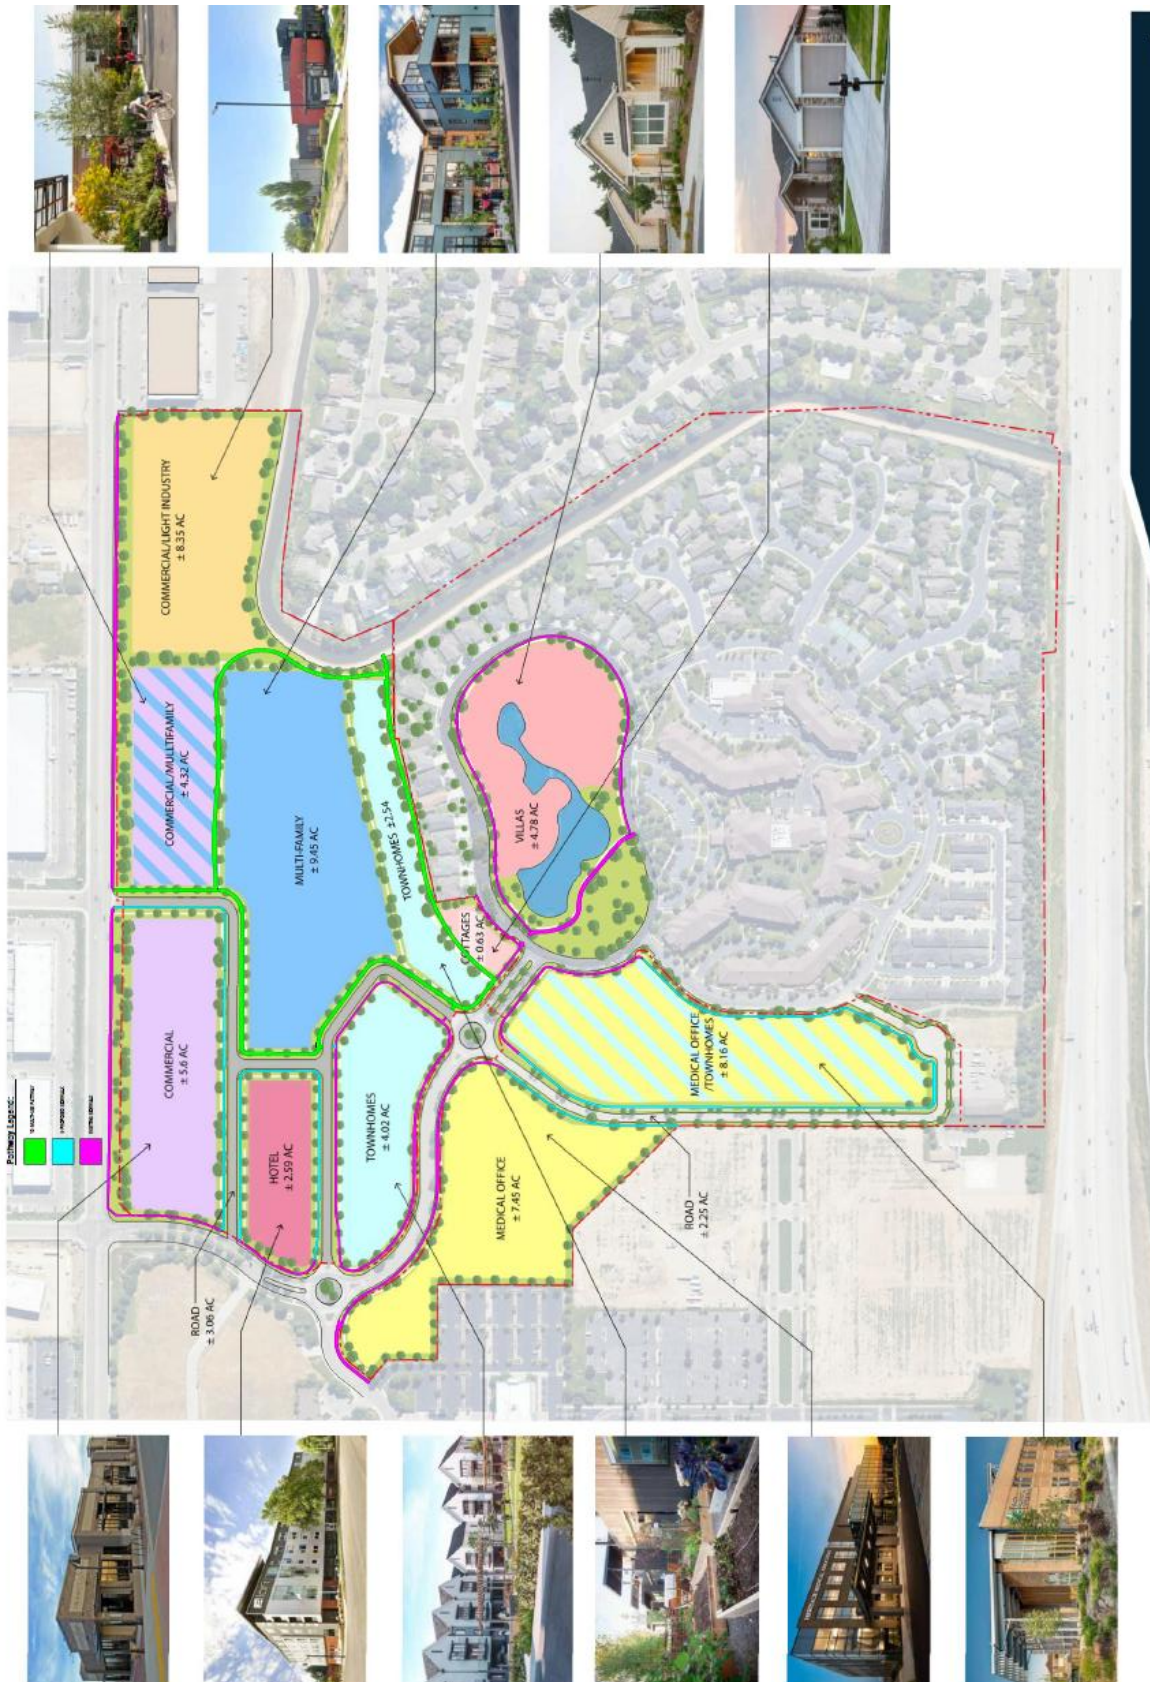 Pathway Legend:
COMMERCIAL
± 5.6 AC
COMMERCIAL/MULLTIFAMILY
± 4.32 AC
COMMERCIAL/LIGHT INDUSTRY
± 8.35 AC
ROAD
± 3.06 AC
HOTEL
± 2.59 AC
MULTI-FAMILY
± 9.45 AC
TOWNHOMES
± 4.02 AC
TOWNHOMES ±2.54
COTTAGES
± 0.63 AC
VILLAS
± 4.78 AC
MEDICAL OFFICE
± 7.45 AC
MEDICAL OFFICE
/TOWNHOMES
± 8.16 AC
ROAD
± 2.25 AC